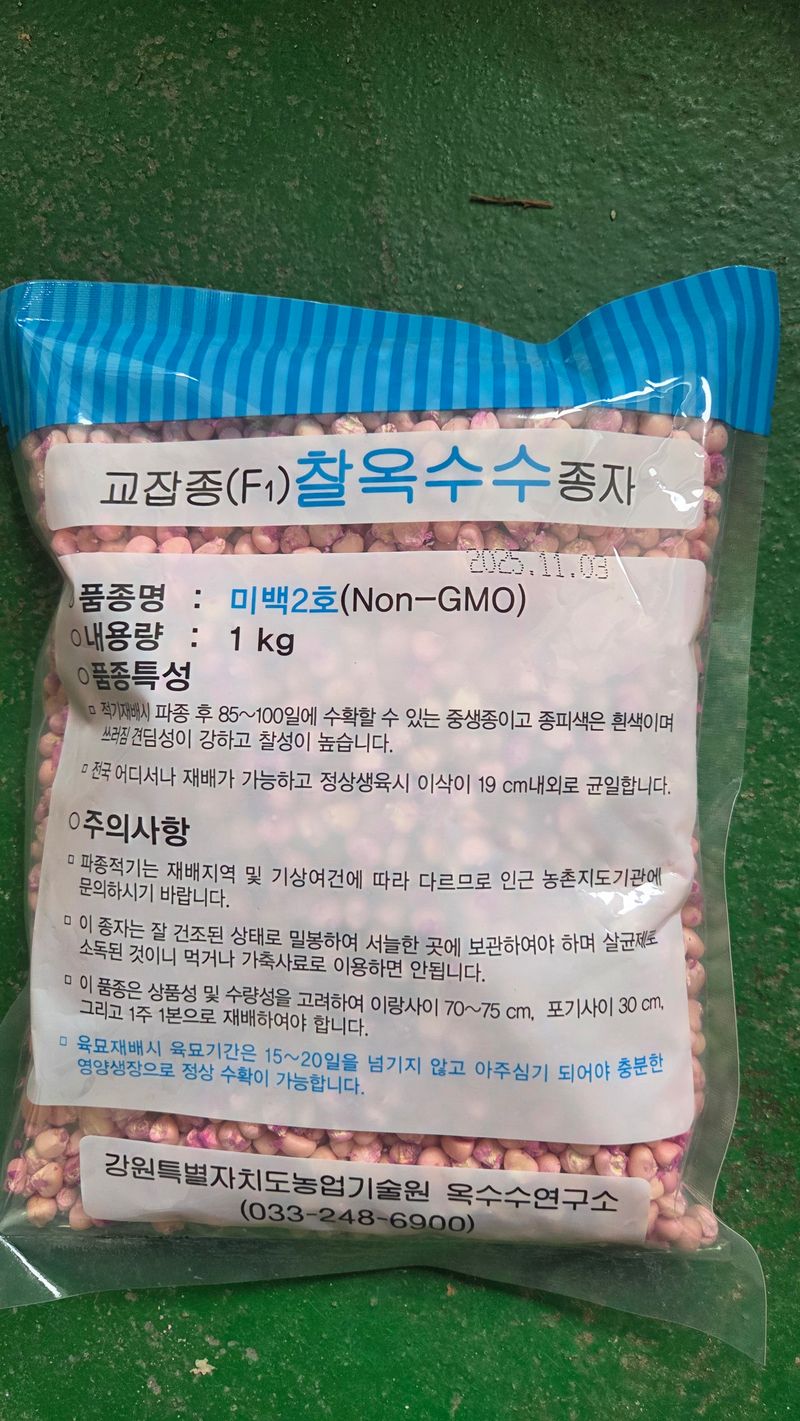 교잡종(F1)찰옥수수종자
2025.11.03
○품종명 : 미백2호(Non-GMO)
○내용량 : 1 kg
○품종특성
▫ 적기재배시 파종 후 85~100일에 수확할 수 있는 중생종이고 종피색은 흰색이며
쓰러짐 견딤성이 강하고 찰성이 높습니다.
▫ 전국 어디서나 재배가 가능하고 정상생육시 이삭이 19 cm내외로 균일합니다.
○주의사항
▫ 파종적기는 재배지역 및 기상여건에 따라 다르므로 인근 농촌지도기관에
문의하시기 바랍니다.
▫ 이 종자는 잘 건조된 상태로 밀봉하여 서늘한 곳에 보관하여야 하며 살균제로
소독된 것이니 먹거나 가축사료로 이용하면 안됩니다.
▫ 이 품종은 상품성 및 수량성을 고려하여 이랑사이 70~75 cm, 포기사이 30 cm,
그리고 1주 1본으로 재배하여야 합니다.
▫ 육묘재배시 육묘기간은 15~20일을 넘기지 않고 아주심기 되어야 충분한
영양생장으로 정상 수확이 가능합니다.
강원특별자치도농업기술원 옥수수연구소
(033-248-6900)